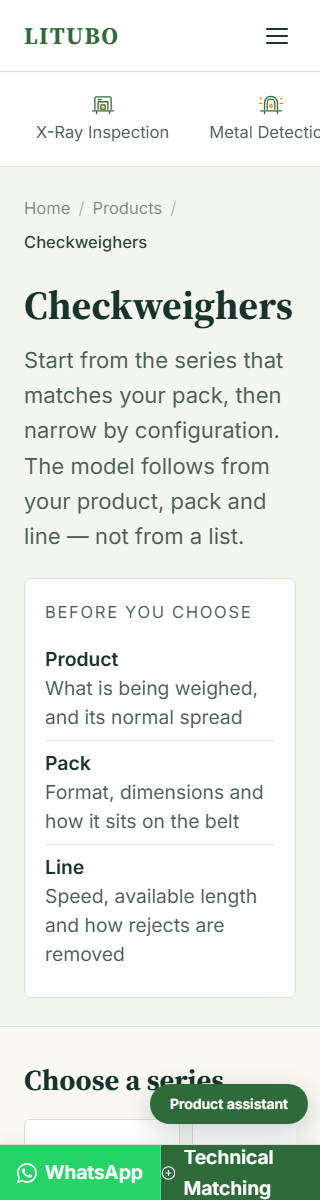 LITUBO
X-Ray Inspection
Metal Detectio
Home / Products /
Checkweighers
Checkweighers
Start from the series that
matches your pack, then
narrow by configuration.
The model follows from
your product, pack and
line — not from a list.
BEFORE YOU CHOOSE
Product
What is being weighed,
and its normal spread
Pack
Format, dimensions and
how it sits on the belt
Line
Speed, available length
and how rejects are
removed
Choose a series
Product assistant
WhatsApp
Technical
Matching